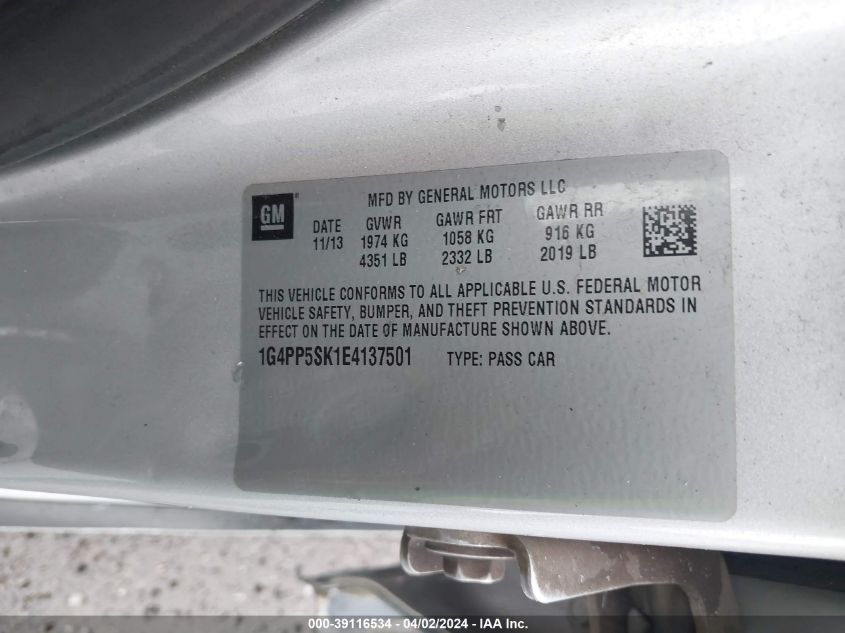 GM ®
MFD BY GENERAL MOTORS LLC
DATE GVWR GAWR FRT GAWR RR
11/13 1974 KG 1058 KG 916 KG
4351 LB 2332 LB 2019 LB
THIS VEHICLE CONFORMS TO ALL APPLICABLE U.S. FEDERAL MOTOR
VEHICLE SAFETY, BUMPER, AND THEFT PREVENTION STANDARDS IN
EFFECT ON THE DATE OF MANUFACTURE SHOWN ABOVE.
1G4PP5SK1E4137501 TYPE: PASS CAR
COPART-39116534 - 04/02/2024 - IAA Inc.